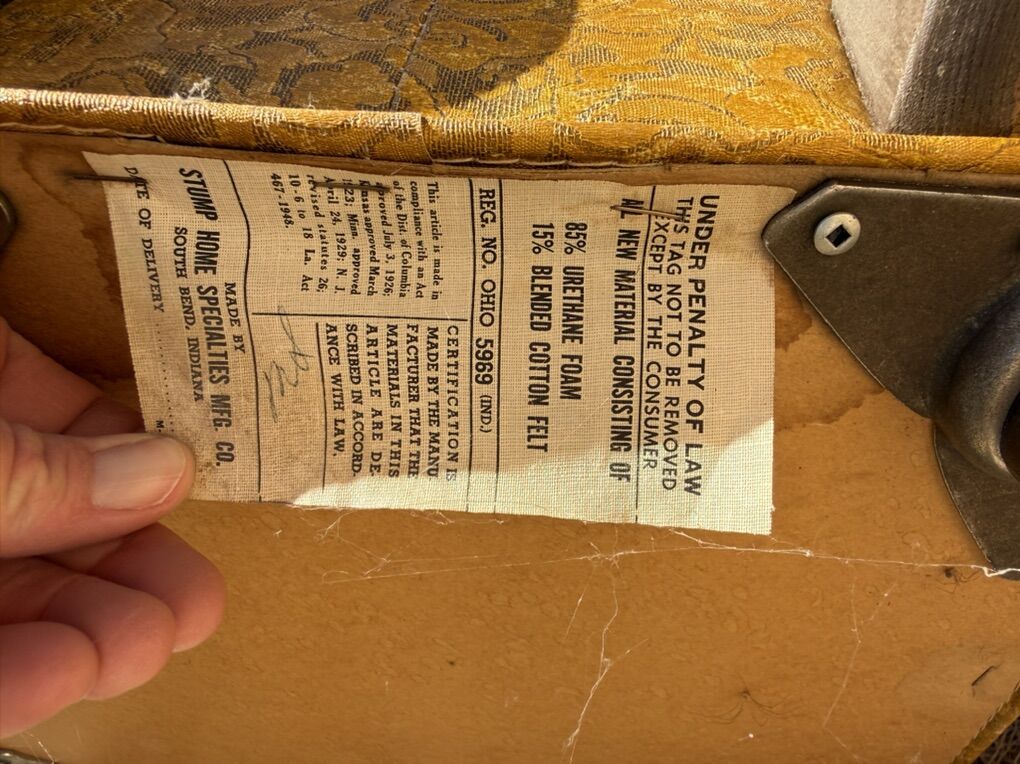 UNDER PENALTY OF LAW
THIS TAG NOT TO BE REMOVED
EXCEPT BY THE CONSUMER
ALL NEW MATERIAL CONSISTING OF
85% URETHANE FOAM
15% BLENDED COTTON FELT
REG. NO. OHIO 5969 (IND.)
This article is made in
compliance with an Act
of the Dist. of Columbia
approved July 3, 1926;
Kansas approved March
1923; Minn. approved
April 24, 1929; N. J.
revised statutes 26;
10-6 to 18 La. Act
467-1948.
CERTIFICATION IS
MADE BY THE MANU
FACTURER THAT THE
MATERIALS IN THIS
ARTICLE ARE DE-
SCRIBED IN ACCORD-
ANCE WITH LAW.
MADE BY
STUMP HOME SPECIALTIES MFG. CO.
SOUTH BEND, INDIANA
DATE OF DELIVERY